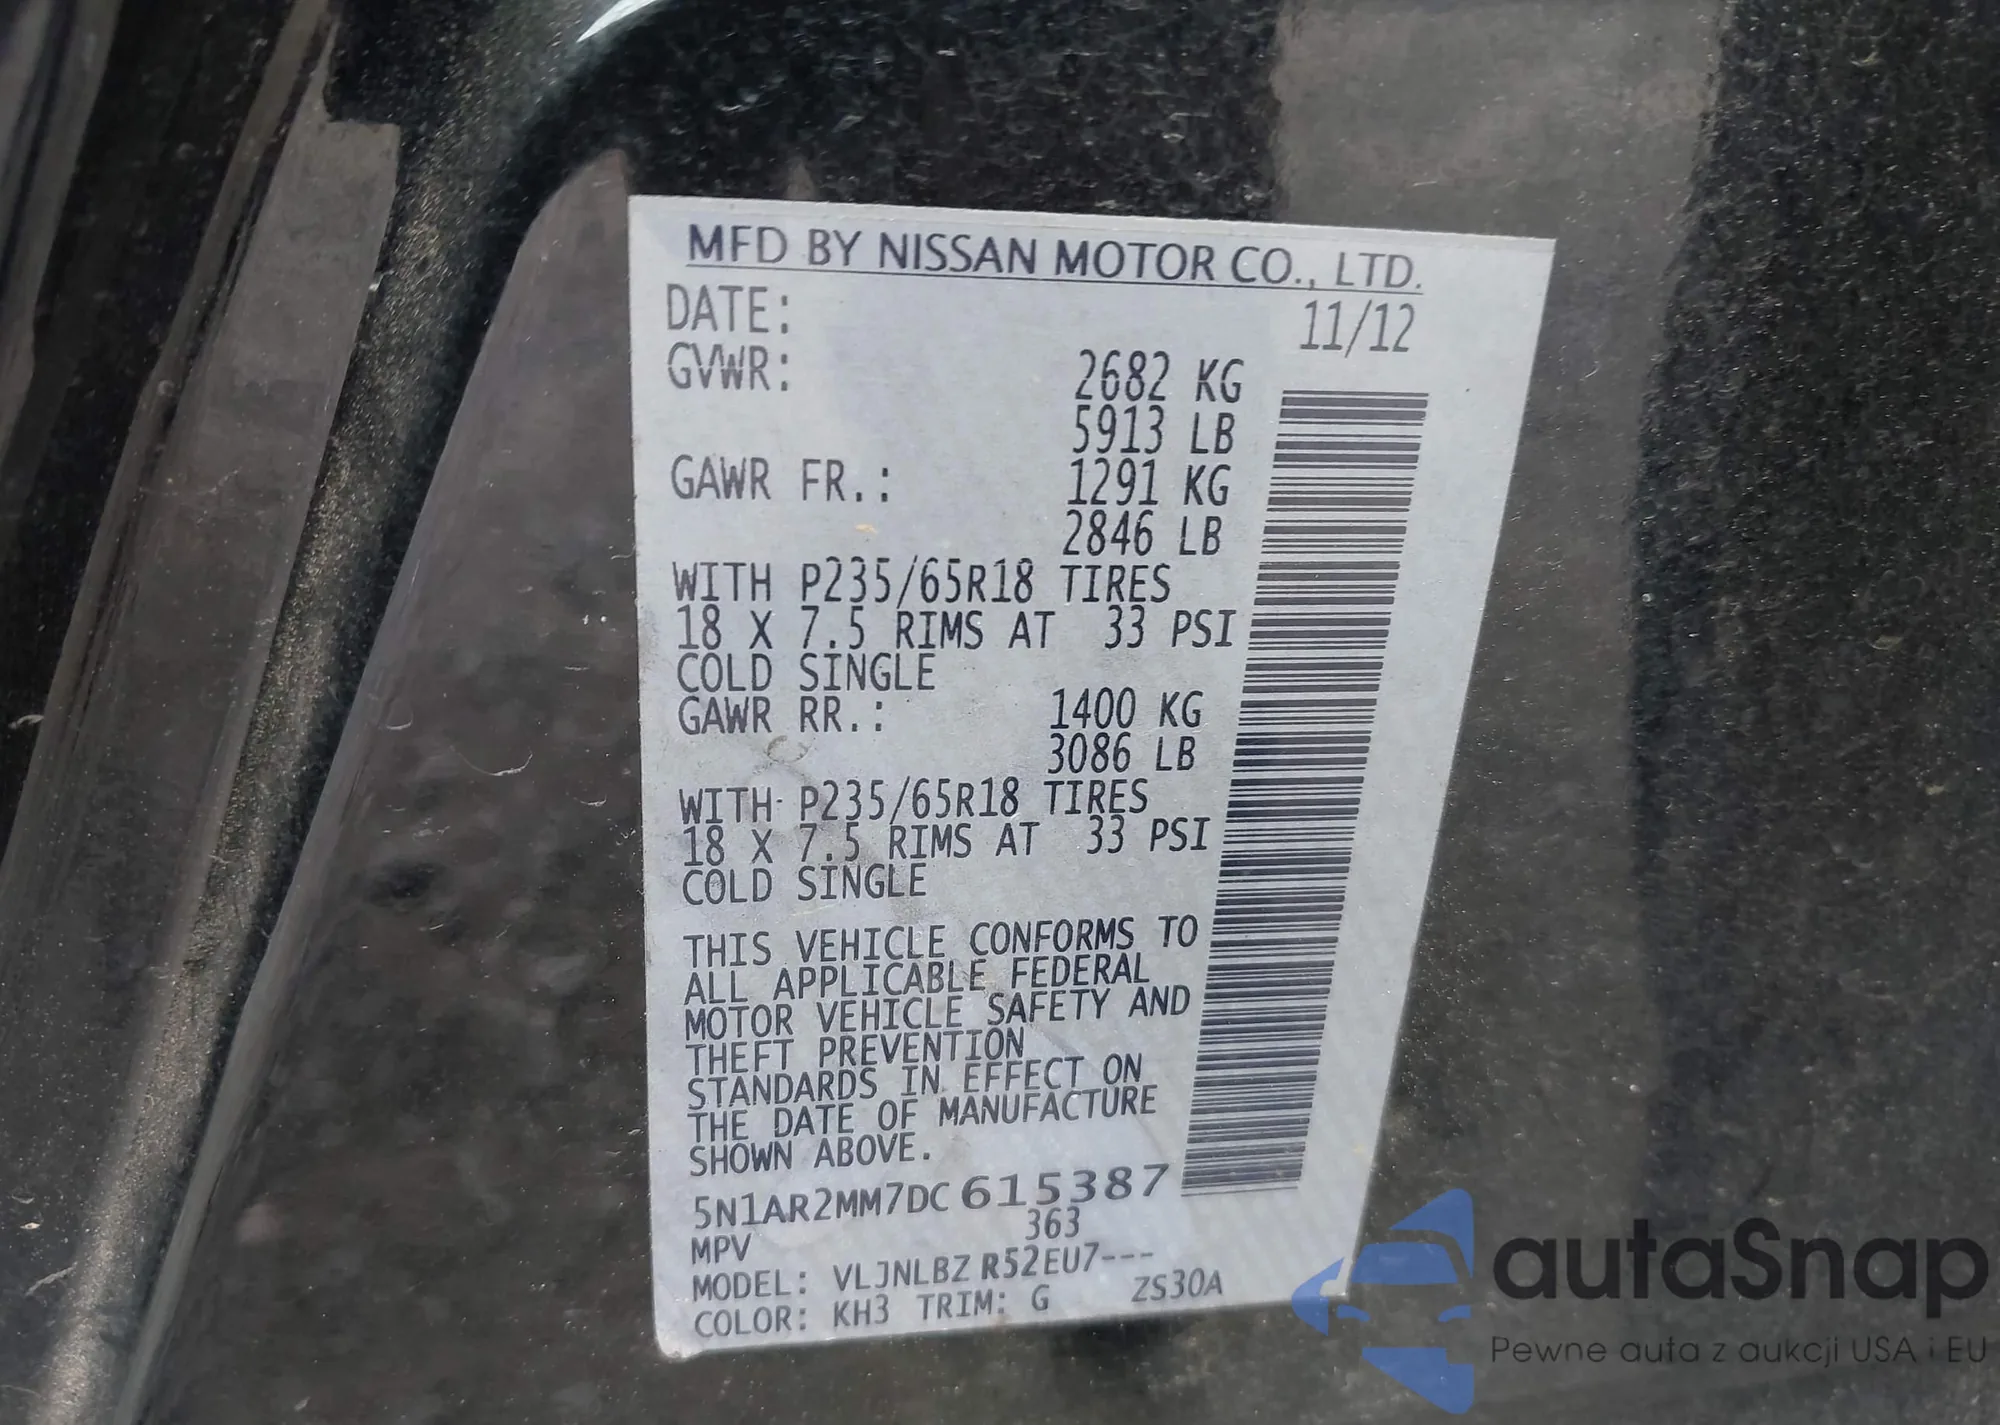 MFD BY NISSAN MOTOR CO., LTD.
DATE: 11/12
GVWR: 2682 KG
5913 LB
GAWR FR.: 1291 KG
2846 LB
WITH P235/65R18 TIRES
18 X 7.5 RIMS AT 33 PSI
COLD SINGLE
GAWR RR.: 1400 KG
3086 LB
WITH P235/65R18 TIRES
18 X 7.5 RIMS AT 33 PSI
COLD SINGLE
THIS VEHICLE CONFORMS TO
ALL APPLICABLE FEDERAL
MOTOR VEHICLE SAFETY AND
THEFT PREVENTION
STANDARDS IN EFFECT ON
THE DATE OF MANUFACTURE
SHOWN ABOVE.
5N1AR2MM7DC615387
MPV 363
MODEL: VLJNLBZ R52EU7---
COLOR: KH3 TRIM: G ZS30A
autaSnap
Pewne auta z aukcji USA i EU